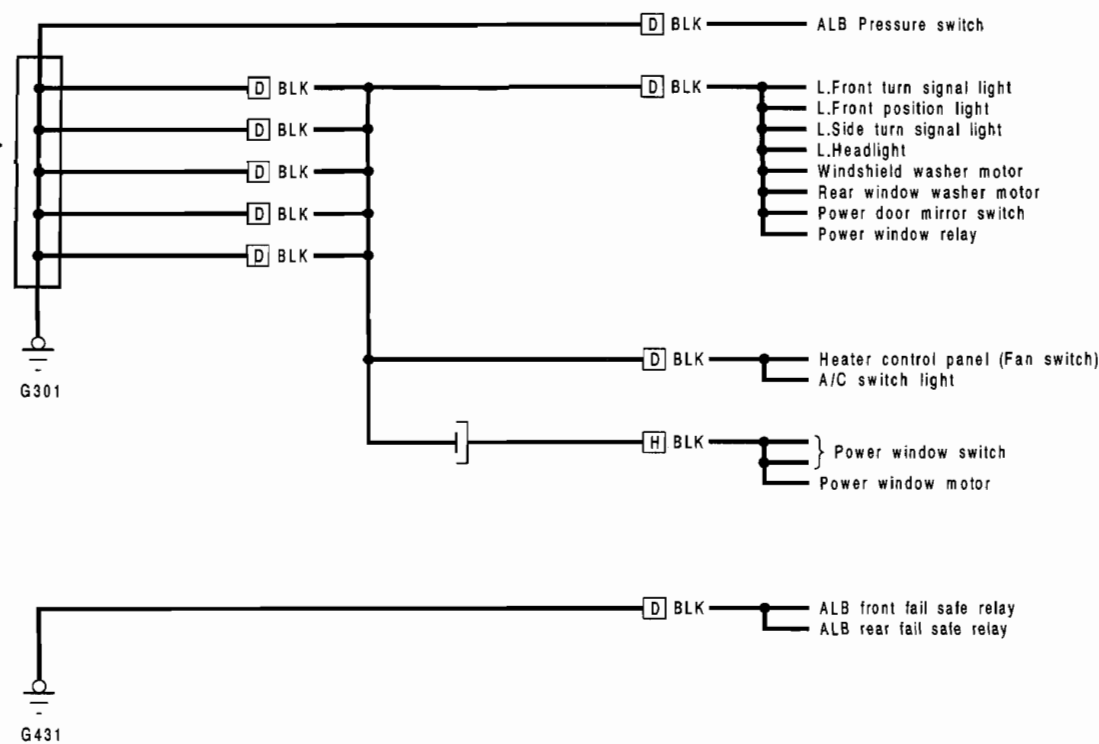 D BLK ALB Pressure switch
D BLK D BLK L.Front turn signal light
L.Front position light
D BLK L.Side turn signal light
L.Headlight
D BLK Windshield washer motor
Rear window washer motor
D BLK Power door mirror switch
Power window relay
D BLK
D BLK Heater control panel (Fan switch)
A/C switch light
G301
H BLK Power window switch
Power window motor
D BLK ALB front fail safe relay
ALB rear fail safe relay
G431